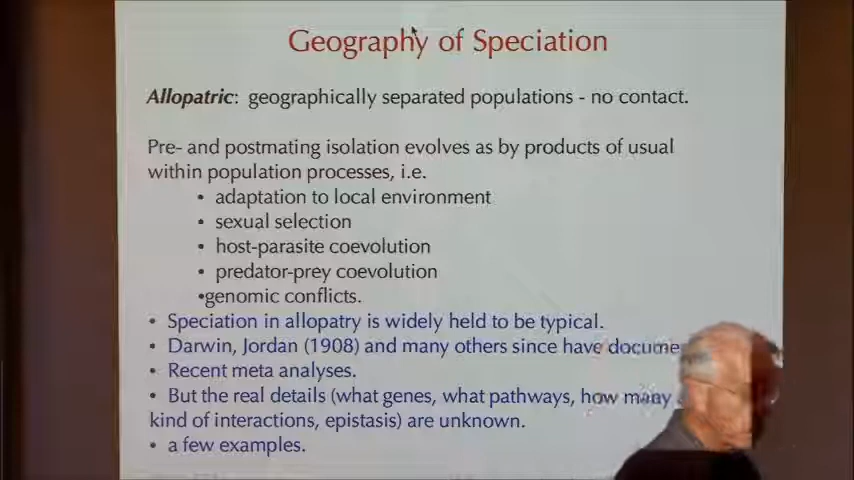 Geography of Speciation
Allopatric: geographically separated populations - no contact.
Pre- and postmating isolation evolves as by products of usual
within population processes, i.e.
• adaptation to local environment
• sexual selection
• host-parasite coevolution
• predator-prey coevolution
•genomic conflicts.
• Speciation in allopatry is widely held to be typical.
• Darwin, Jordan (1908) and many others since have docume
• Recent meta analyses.
• But the real details (what genes, what pathways, how many
kind of interactions, epistasis) are unknown.
• a few examples.